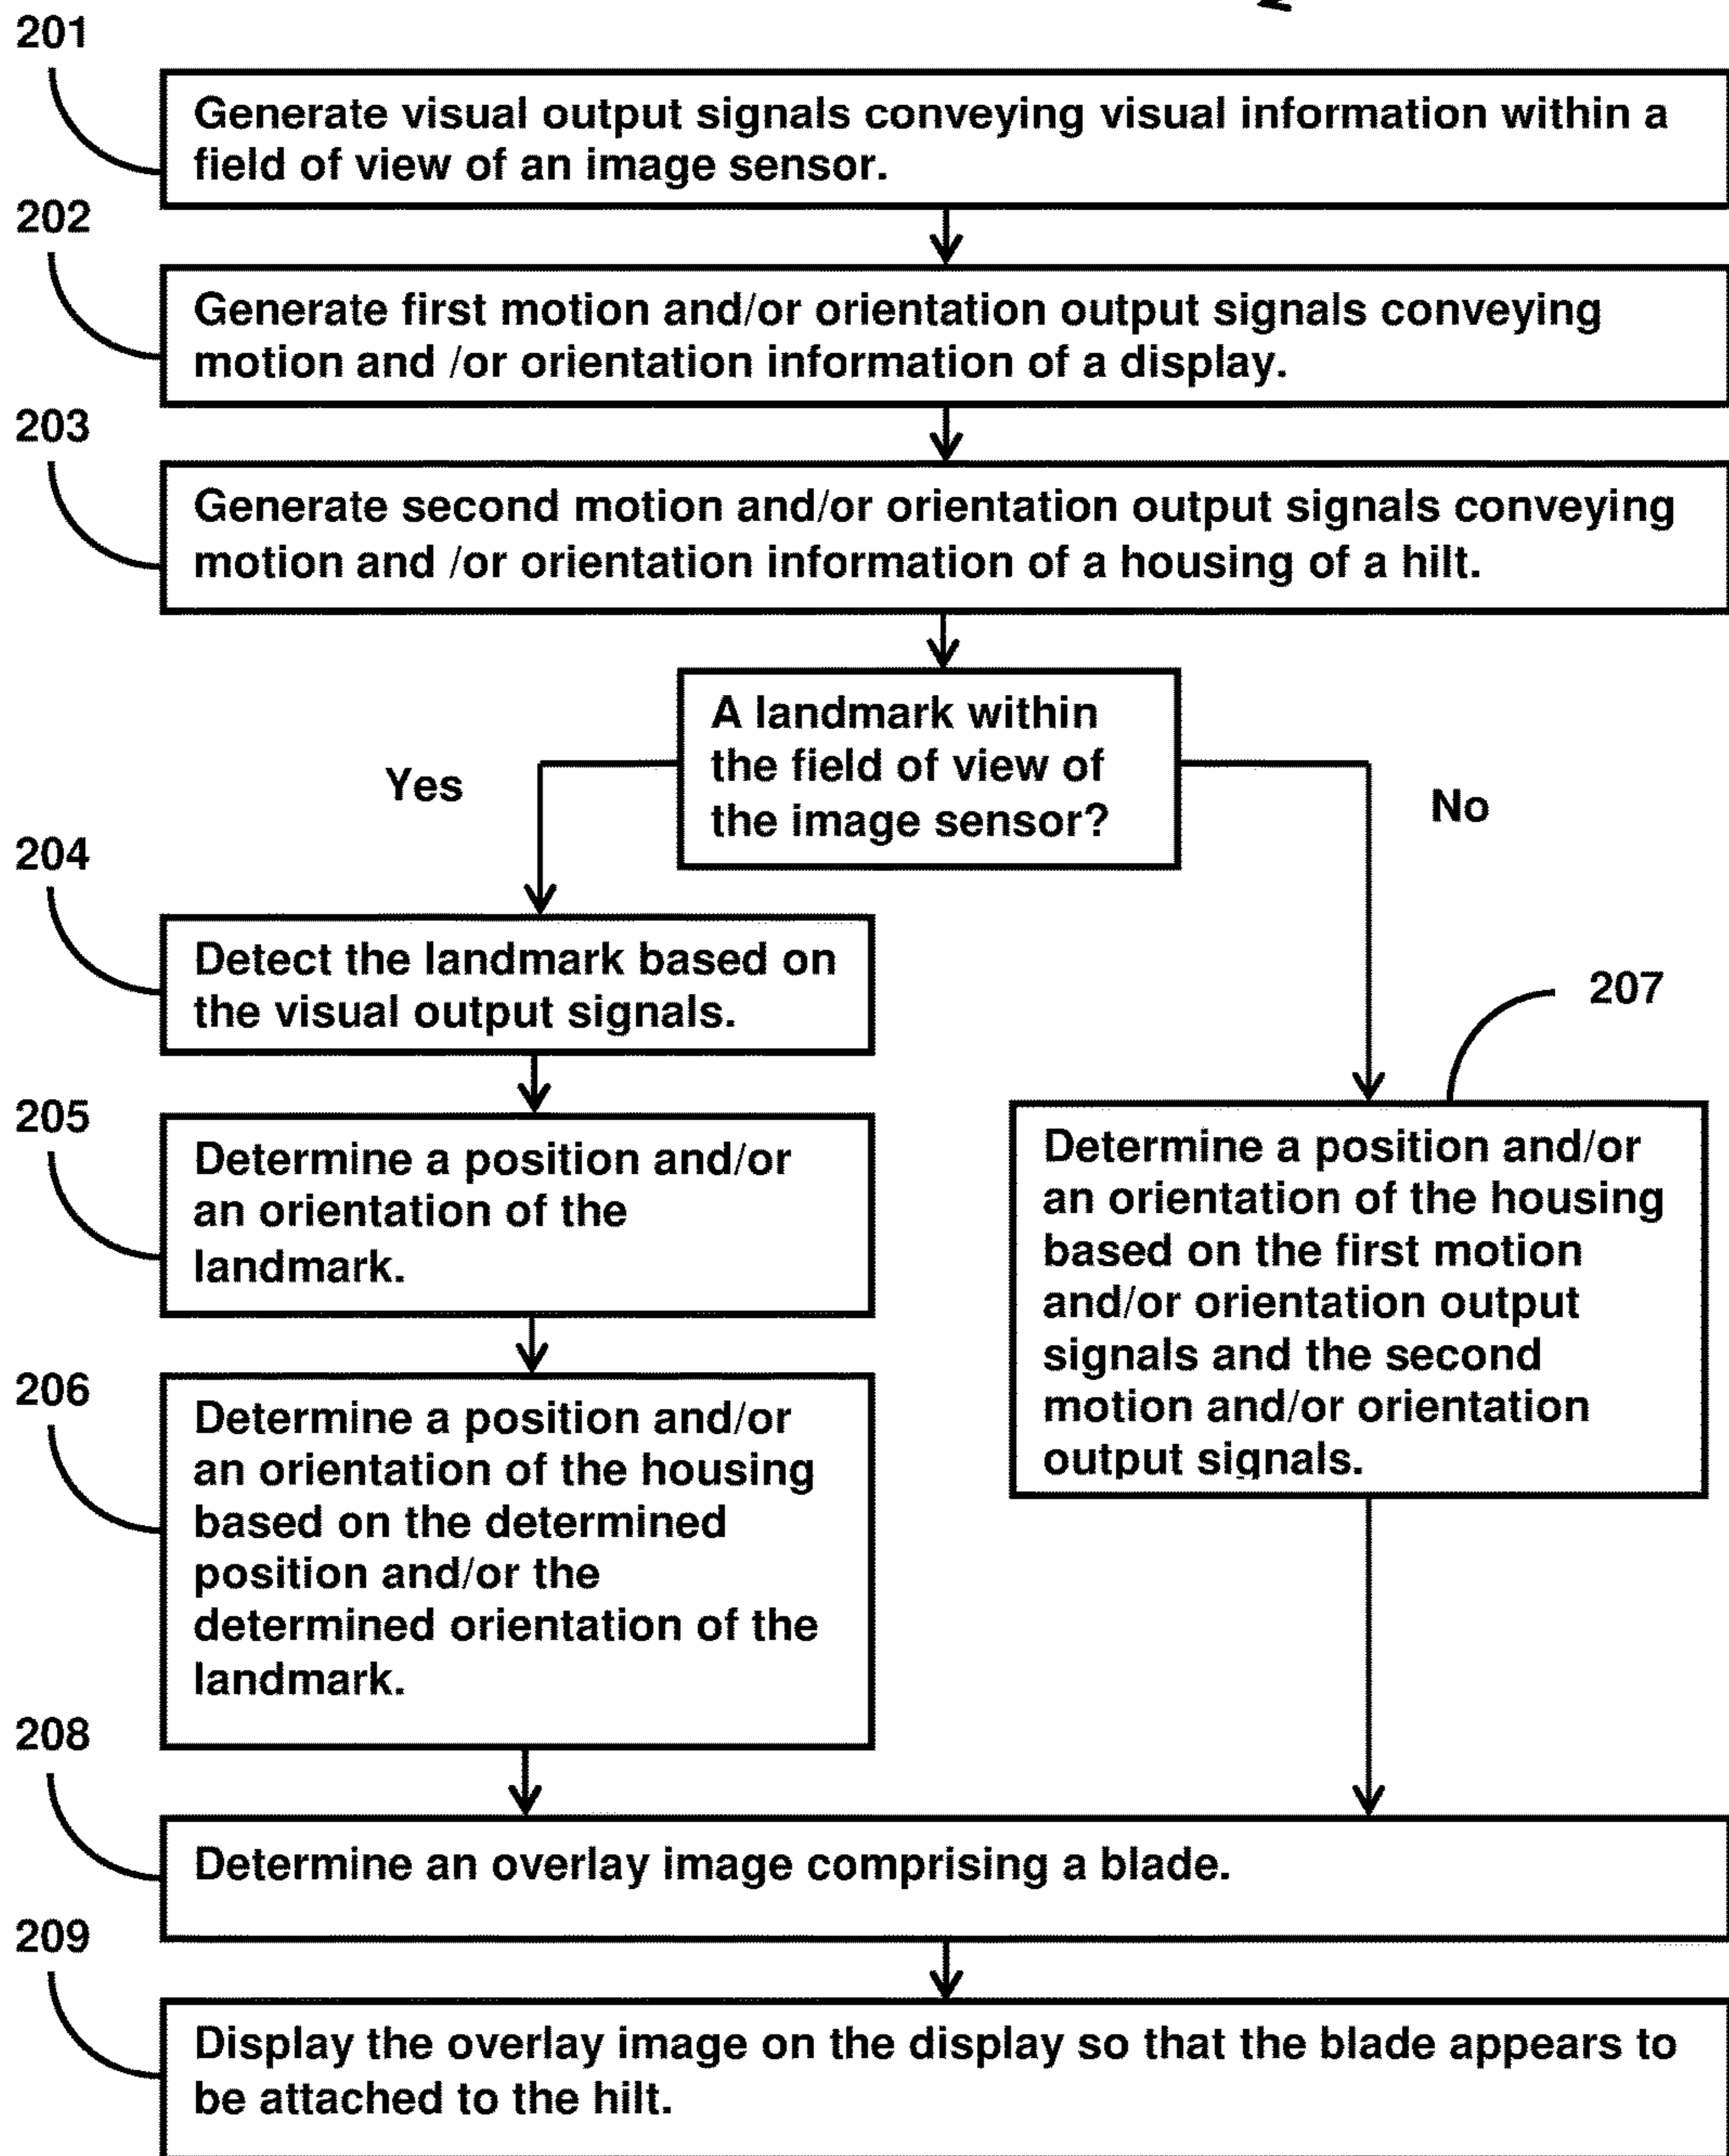 201
Generate visual output signals conveying visual information within a
field of view of an image sensor.
202
Generate first motion and/or orientation output signals conveying
motion and /or orientation information of a display.
203
Generate second motion and/or orientation output signals conveying
motion and /or orientation information of a housing of a hilt.
A landmark within
the field of view of
the image sensor?
Yes
No
204
Detect the landmark based on
the visual output signals.
205
Determine a position and/or
an orientation of the
landmark.
206
Determine a position and/or
an orientation of the housing
based on the determined
position and/or the
determined orientation of the
landmark.
207
Determine a position and/or
an orientation of the housing
based on the first motion
and/or orientation output
signals and the second
motion and/or orientation
output signals.
208
Determine an overlay image comprising a blade.
209
Display the overlay image on the display so that the blade appears to
be attached to the hilt.